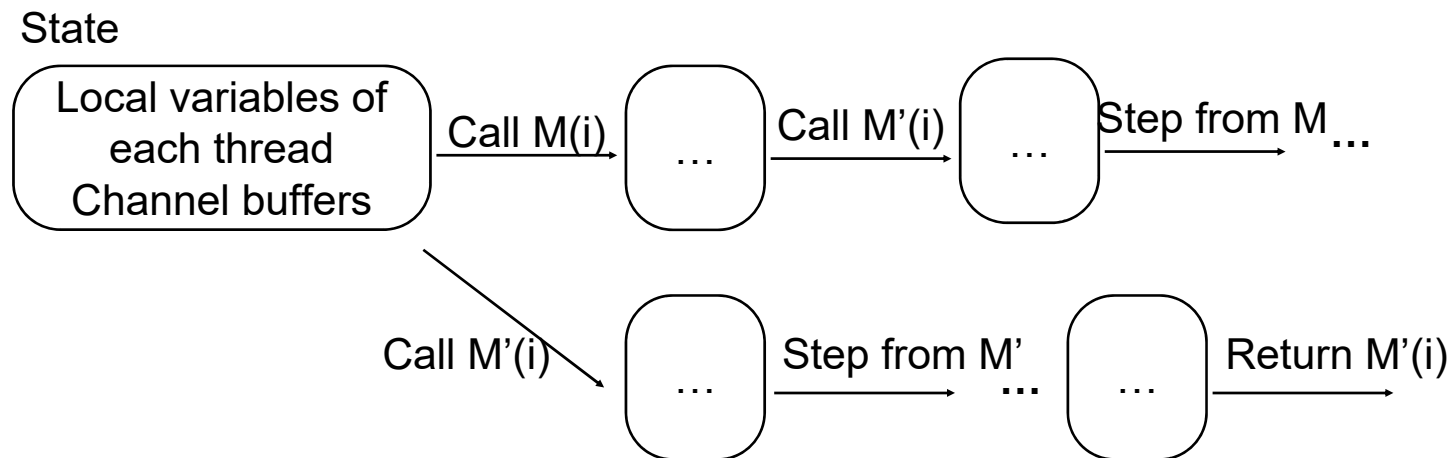 State
Local variables of
each thread
Channel buffers
Call M(i)
...
Call M’(i)
...
Step from M
...
Call M’(i)
...
Step from M’
...
...
Return M’(i)